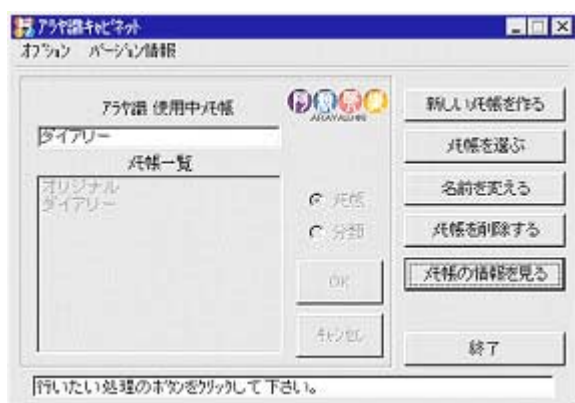 アラヤ識キャビネット
オプション バージョン情報
アラヤ識 使用中メモ帳
ARAYASHIKI
ダイアリー
メモ帳一覧
オリジナル
ダイアリー
メモ帳
分類
OK
キャンセル
新しいメモ帳を作る
メモ帳を選ぶ
名前を変える
メモ帳を削除する
メモ帳の情報を見る
終了
行いたい処理のボタンをクリックして下さい。